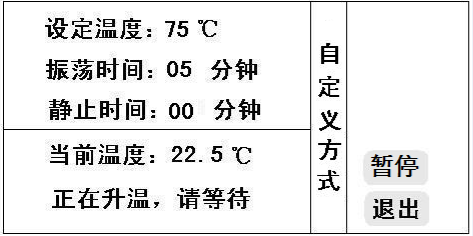 设定温度：75 ℃
振荡时间：05 分钟
静止时间：00 分钟
当前温度：22.5 ℃
正在升温，请等待
自定义方式
暂停
退出